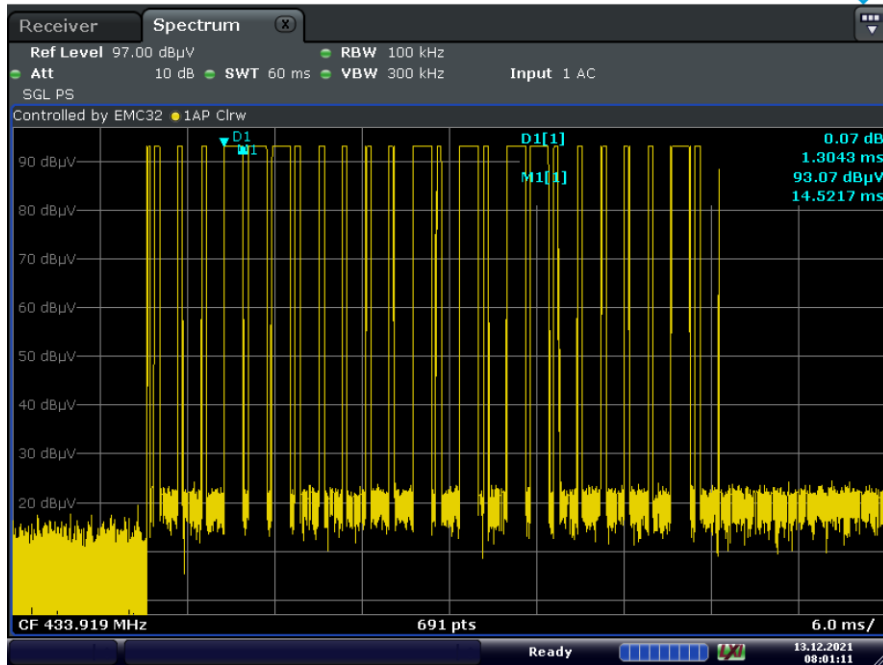 Receiver
Spectrum X
Ref Level 97.00 dBµV RBW 100 kHz
Att 10 dB SWT 60 ms VBW 300 kHz Input 1 AC
SGL PS
Controlled by EMC32 1AP Clrw
D1
D1[1] 0.07 dB
1.3043 ms
M1[1] 93.07 dBµV
14.5217 ms
90 dBµV
80 dBµV
70 dBµV
60 dBµV
50 dBµV
40 dBµV
30 dBµV
20 dBµV
CF 433.919 MHz 691 pts 6.0 ms/
Ready LXI 13.12.2021
08:01:11